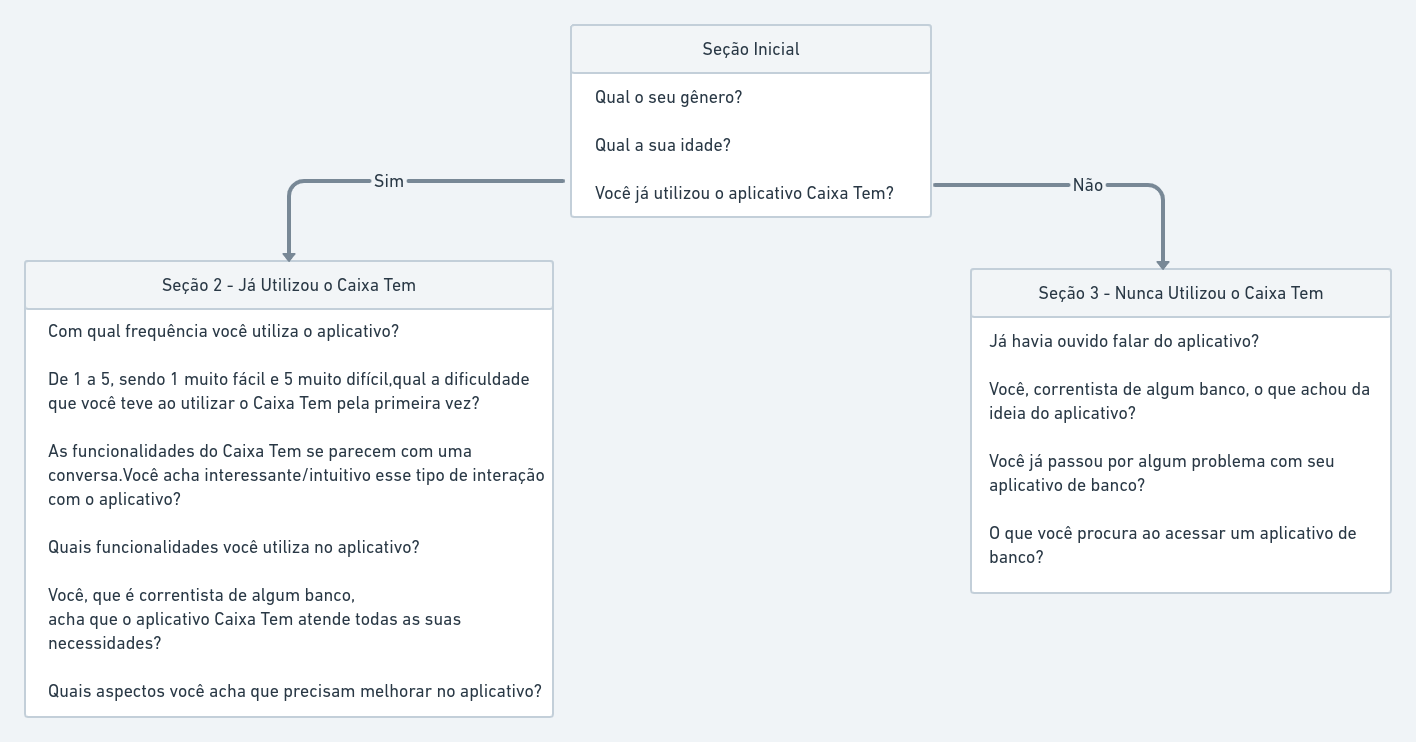 Seção Inicial
Qual o seu gênero?
Qual a sua idade?
Você já utilizou o aplicativo Caixa Tem?
Sim
Não
Seção 2 - Já Utilizou o Caixa Tem
Com qual frequência você utiliza o aplicativo?
De 1 a 5, sendo 1 muito fácil e 5 muito difícil,qual a dificuldade
que você teve ao utilizar o Caixa Tem pela primeira vez?
As funcionalidades do Caixa Tem se parecem com uma
conversa.Você acha interessante/intuitivo esse tipo de interação
com o aplicativo?
Quais funcionalidades você utiliza no aplicativo?
Você, que é correntista de algum banco,
acha que o aplicativo Caixa Tem atende todas as suas
necessidades?
Quais aspectos você acha que precisam melhorar no aplicativo?
Seção 3 - Nunca Utilizou o Caixa Tem
Já havia ouvido falar do aplicativo?
Você, correntista de algum banco, o que achou da
ideia do aplicativo?
Você já passou por algum problema com seu
aplicativo de banco?
O que você procura ao acessar um aplicativo de
banco?